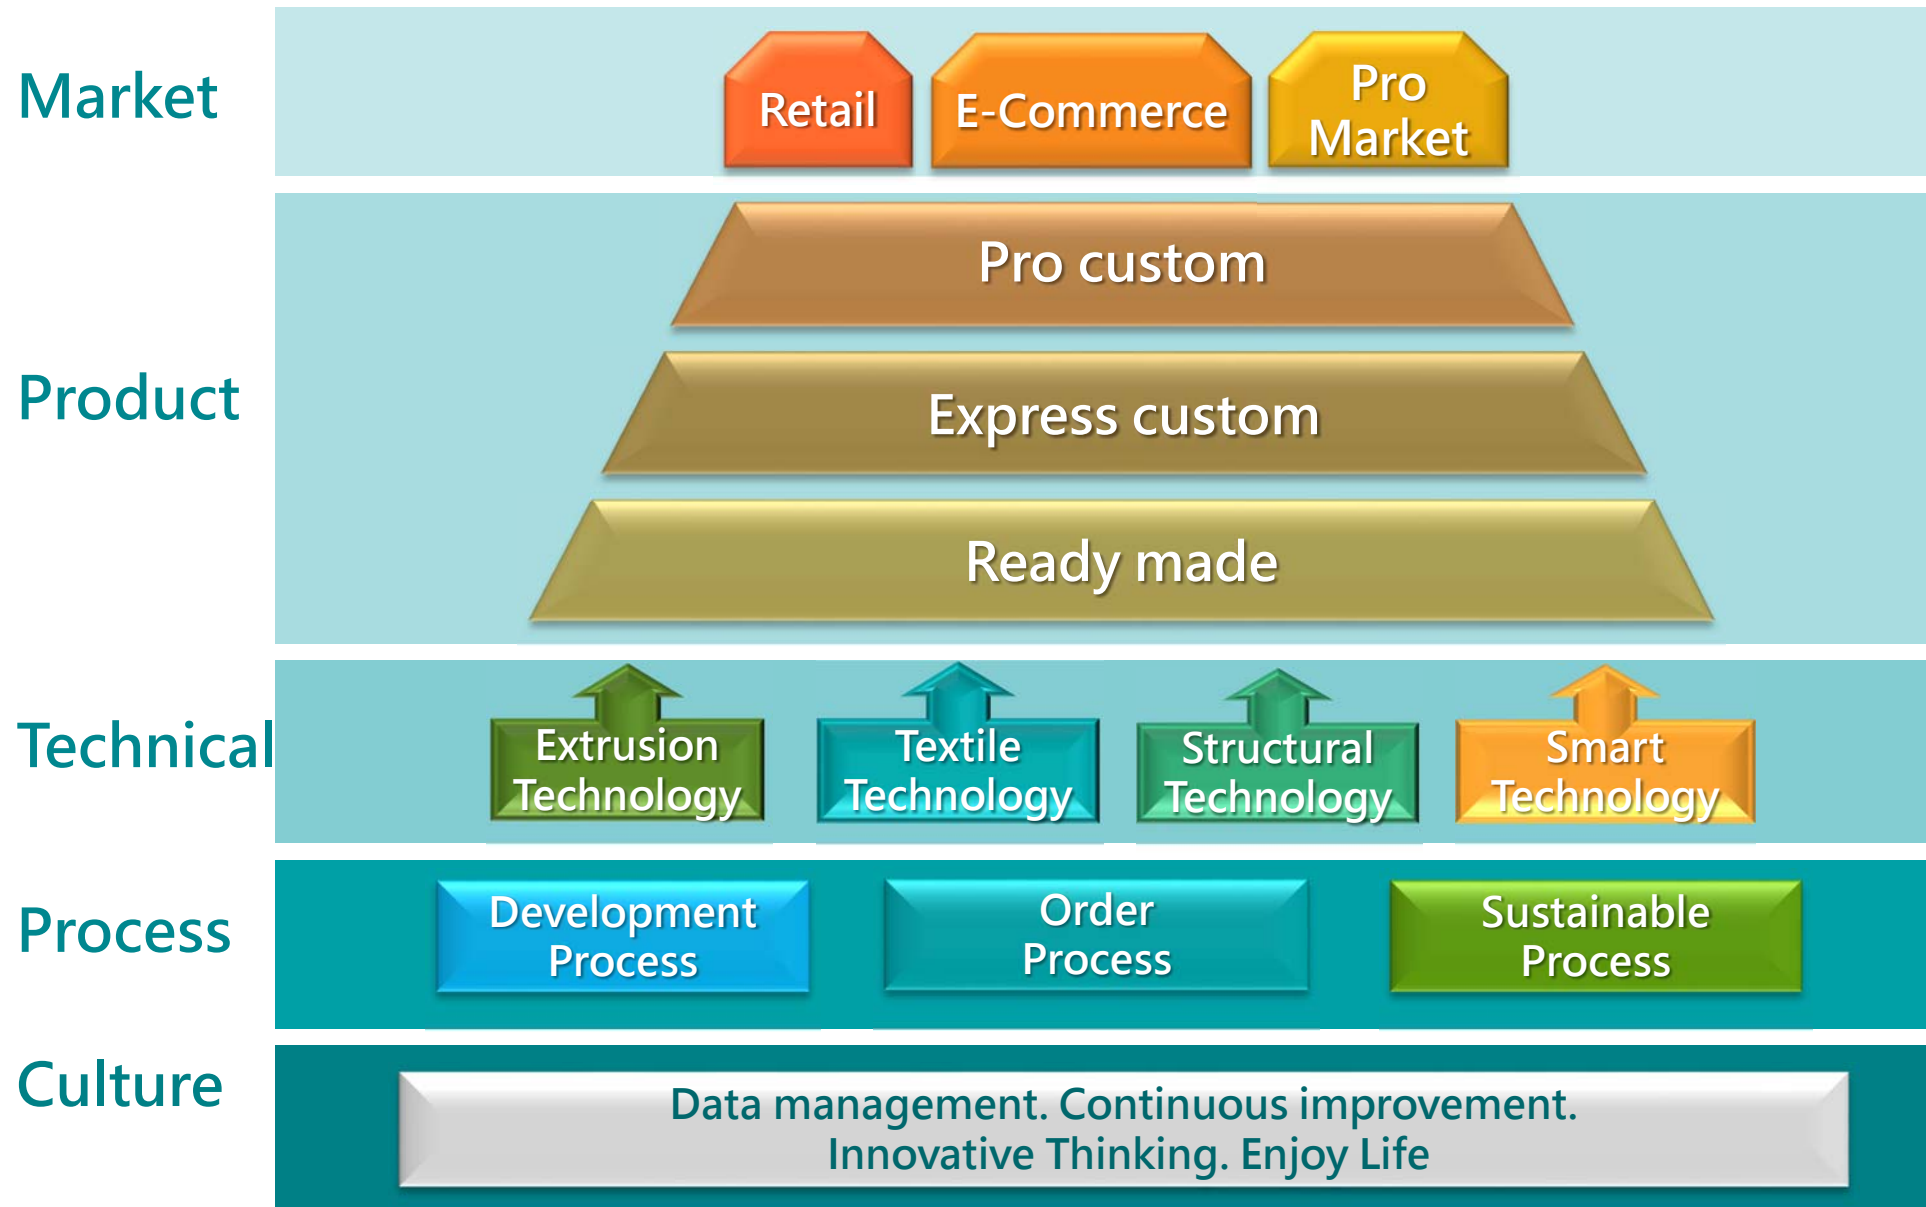 Market
Retail
E-Commerce
Pro
Market
Product
Pro custom
Express custom
Ready made
Technical
Extrusion
Technology
Textile
Technology
Structural
Technology
Smart
Technology
Process
Development
Process
Order
Process
Sustainable
Process
Culture
Data management. Continuous improvement.
Innovative Thinking. Enjoy Life